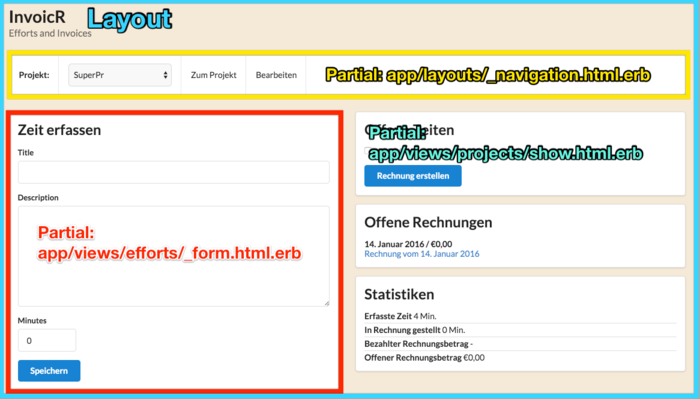 InvoicR
Layout
Efforts and Invoices
Projekt:
SuperPr
Zum Projekt
Bearbeiten
Partial: app/layouts/_navigation.html.erb
Zeit erfassen
Title
Description
Partial:
app/views/efforts/_form.html.erb
Minutes
0
Speichern
Partial:
app/views/projects/show.html.erb
Rechnung erstellen
Offene Rechnungen
14. Januar 2016 / €0,00
Rechnung vom 14. Januar 2016
Statistiken
Erfasste Zeit 4 Min.
In Rechnung gestellt 0 Min.
Bezahlter Rechnungsbetrag -
Offener Rechnungsbetrag €0,00